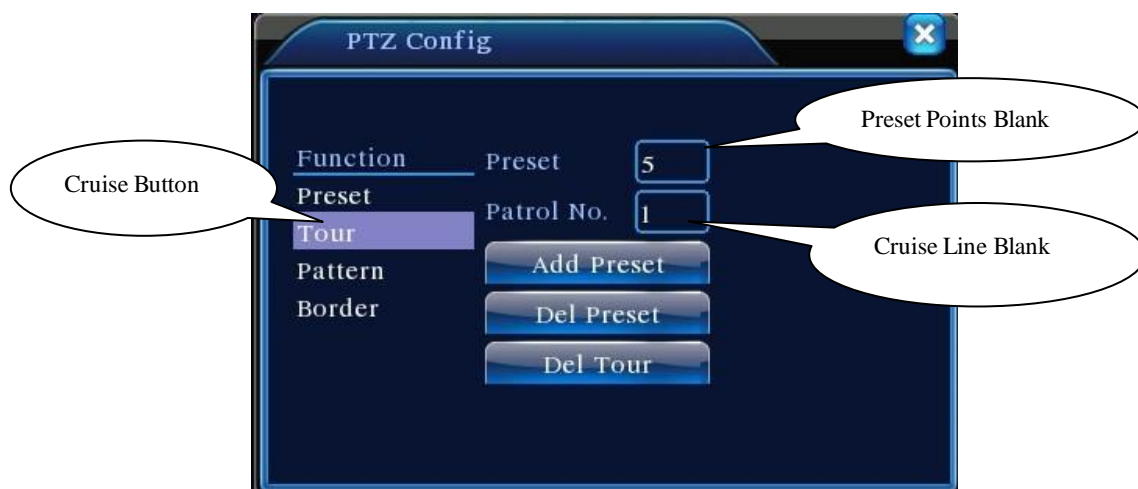 PTZ Config
Preset Points Blank
Function
Preset
5
Cruise Button
Preset
Patrol No.
1
Tour
Cruise Line Blank
Add Preset
Pattern
Border
Del Preset
Del Tour